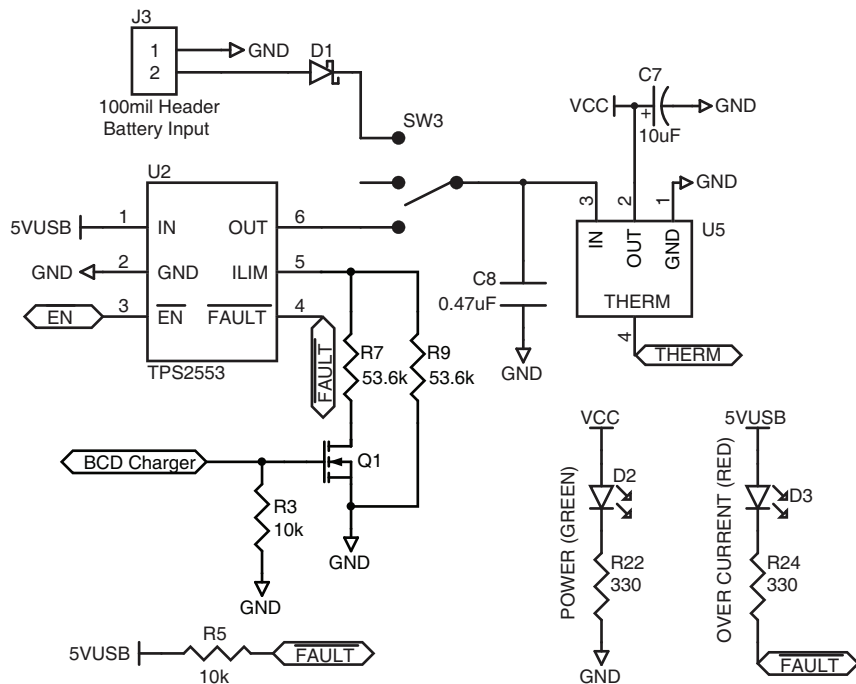 J3
1
2
GND
D1
100mil Header
Battery Input
SW3
C7
VCC
+
10uF
GND
U2
5VUSB
1
IN
OUT
6
GND
2
GND
ILIM
5
EN
3
EN
FAULT
4
FAULT
TPS2553
R7
53.6k
R9
53.6k
C8
0.47uF
GND
3
2
1
GND
IN
OUT
GND
U5
THERM
4
THERM
BCD Charger
Q1
R3
10k
GND
GND
5VUSB
R5
10k
FAULT
VCC
POWER (GREEN)
D2
R22
330
GND
5VUSB
OVER CURRENT (RED)
D3
R24
330
FAULT